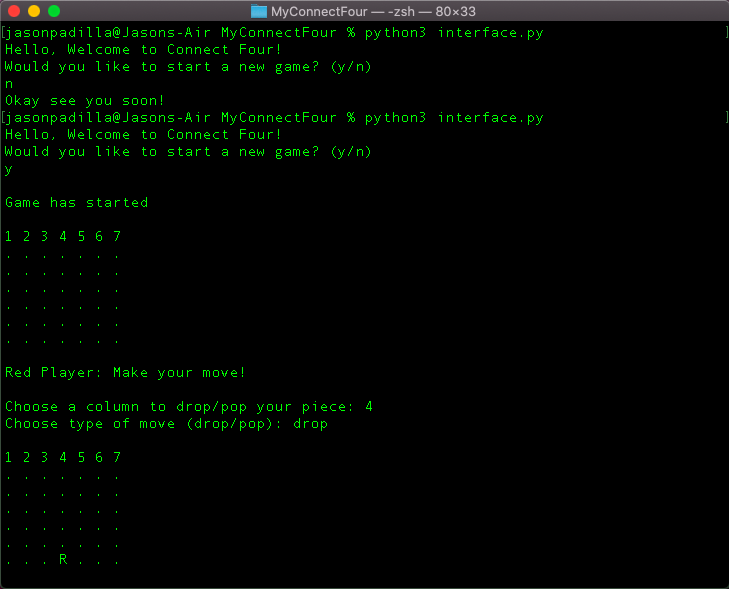 MyConnectFour — -zsh — 80×33
[jasonpadilla@Jasons-Air MyConnectFour % python3 interface.py ]
Hello, Welcome to Connect Four!
Would you like to start a new game? (y/n)
n
Okay see you soon!
[jasonpadilla@Jasons-Air MyConnectFour % python3 interface.py ]
Hello, Welcome to Connect Four!
Would you like to start a new game? (y/n)
y
Game has started
1 2 3 4 5 6 7
. . . . . . .
. . . . . . .
. . . . . . .
. . . . . . .
. . . . . . .
. . . . . . .
Red Player: Make your move!
Choose a column to drop/pop your piece: 4
Choose type of move (drop/pop): drop
1 2 3 4 5 6 7
. . . . . . .
. . . . . . .
. . . . . . .
. . . . . . .
. . . . . . .
. . . R . . .